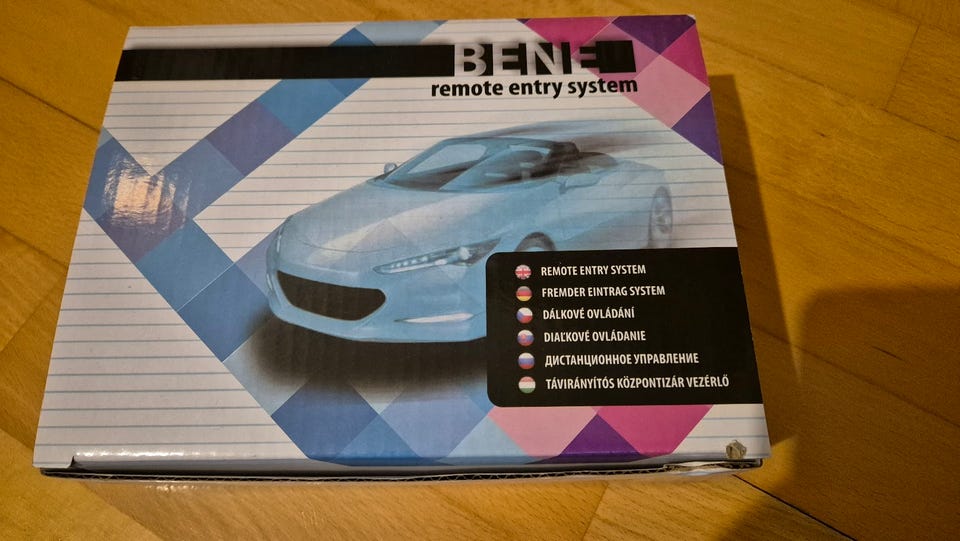 BENE
remote entry system
REMOTE ENTRY SYSTEM
FREMDER EINTRAG SYSTEM
DÁLKOVÉ OVLÁDÁNÍ
DIAĽKOVÉ OVLÁDANIE
ДИСТАНЦИОННОЕ УПРАВЛЕНИЕ
TÁVIRÁNYÍTÓS KÖZPONTIZÁR VEZÉRLŐ